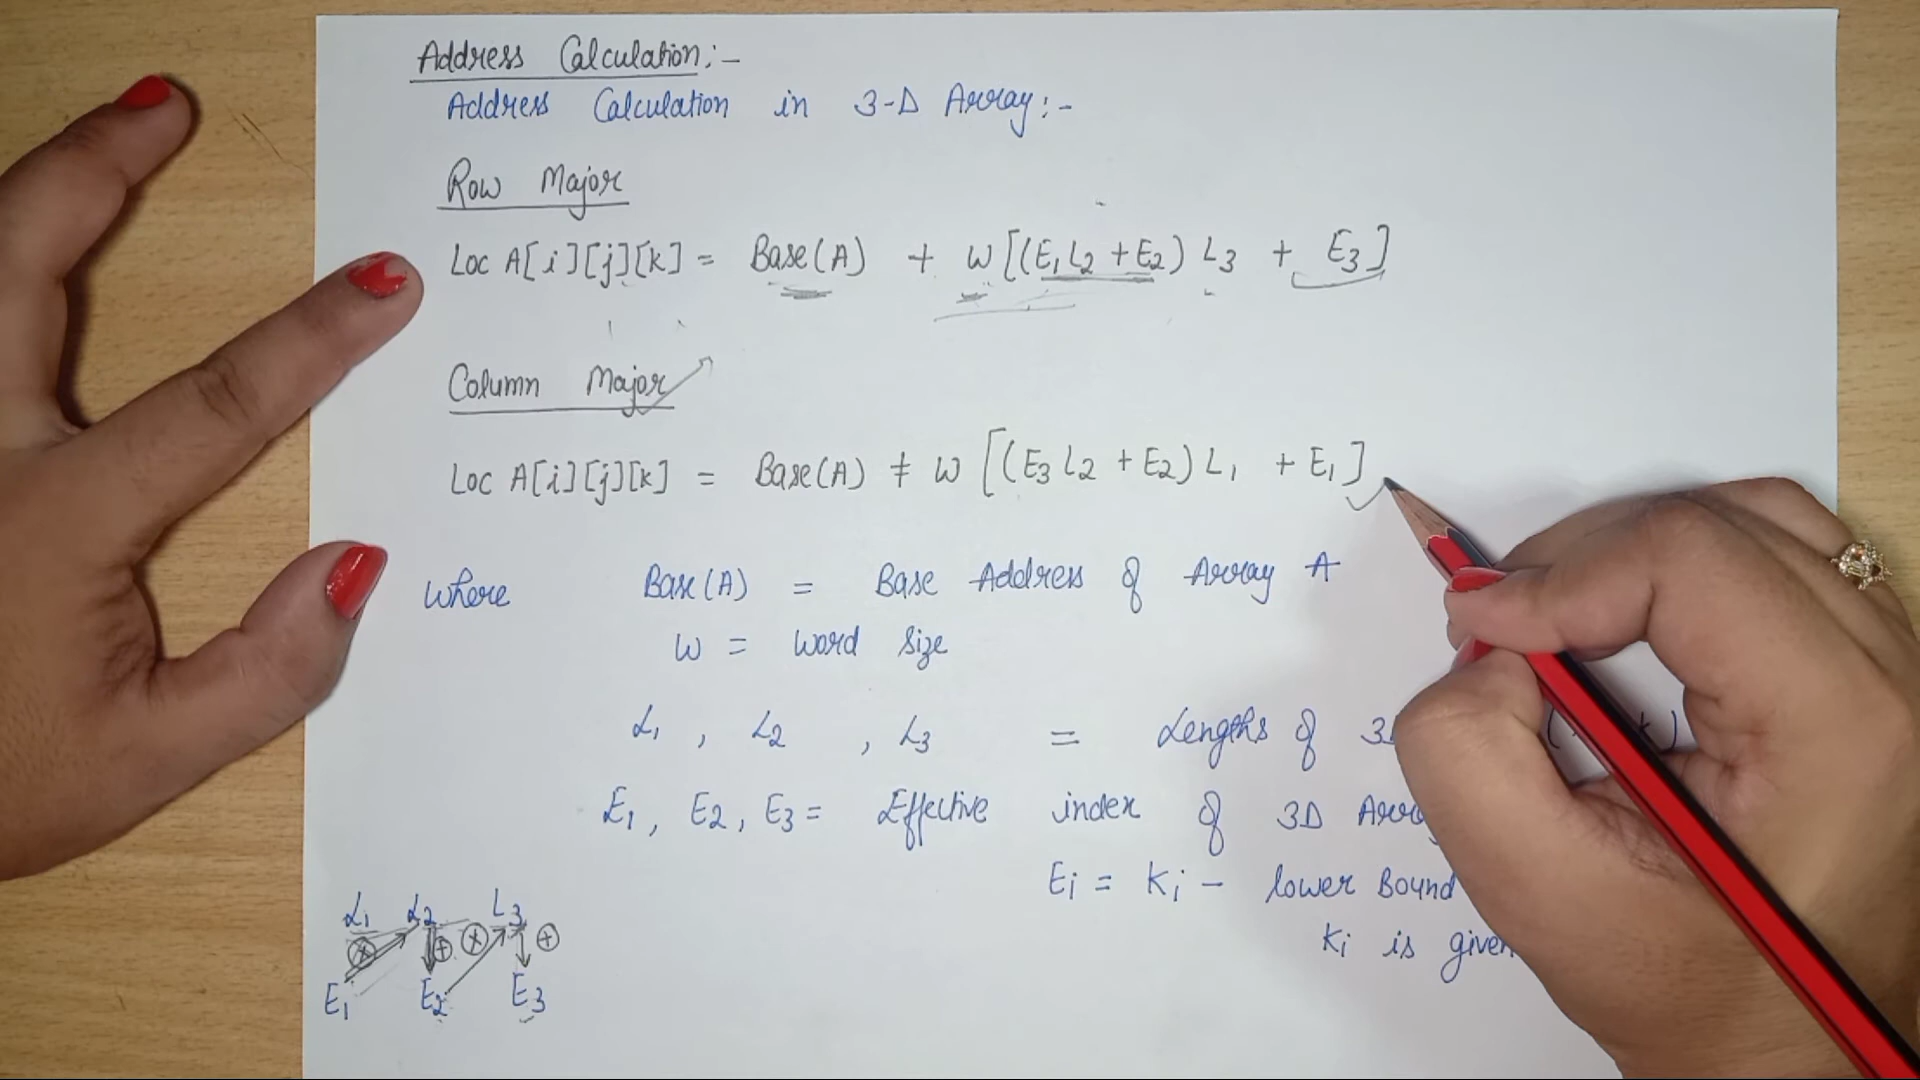 Address Calculation:-
Address Calculation in 3-D Array:-
Row Major
Loc A[i][j][k] = Base(A) + W[(E₁L₂+E₂) L₃ + E₃]
Column Major
Loc A[i][j][k] = Base(A) + W [(E₃L₂+E₂)L₁ + E₁]
Where Base(A) = Base Address of Array A
W = Word Size
L₁, L₂, L₃ = Lengths of
E₁, E₂, E₃ = Effective index of 3D
Ei = Ki - lower Bound
Ki is given
L₁ L₂ L₃
× + × +
E₁ E₂ E₃